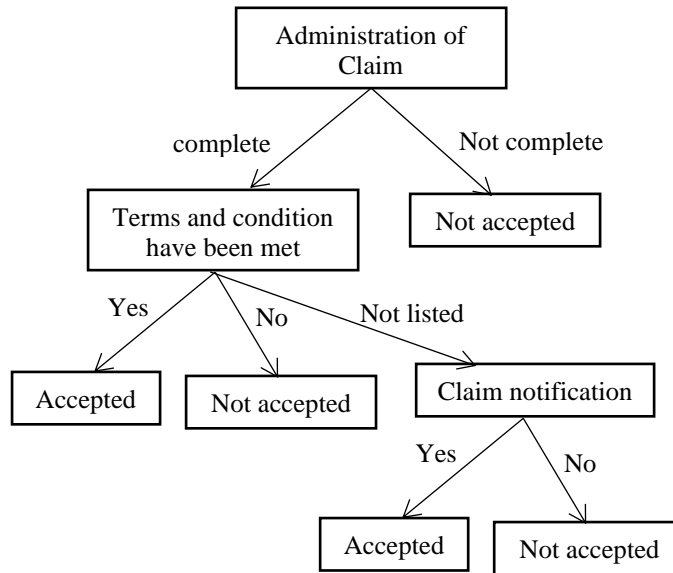 Administration of
Claim
complete
Not complete
Terms and condition
have been met
Not accepted
Yes
No
Not listed
Accepted
Not accepted
Claim notification
Yes
No
Accepted
Not accepted